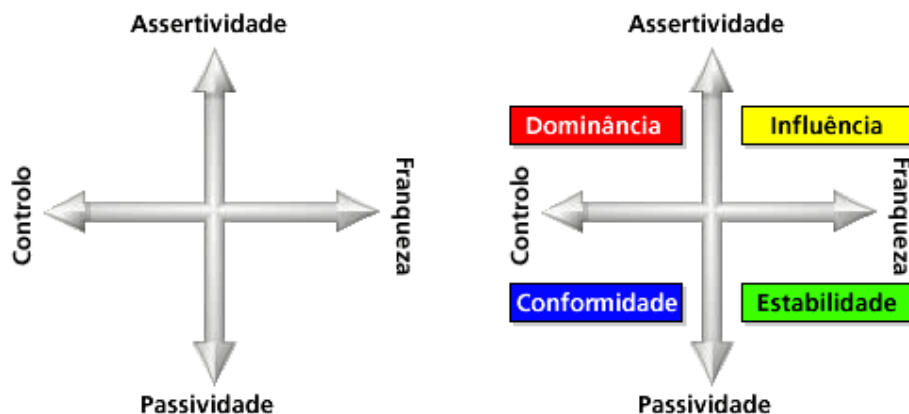 Assertividade
Controlo
Franqueza
Passividade
Assertividade
Dominância
Influência
Controlo
Franqueza
Conformidade
Estabilidade
Passividade